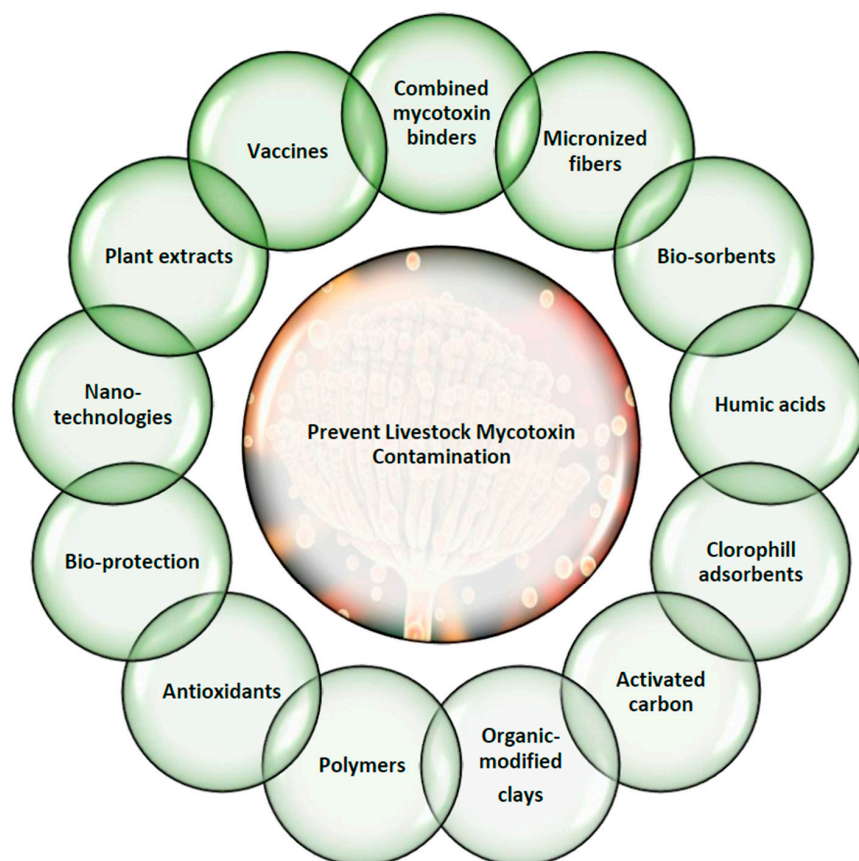 Combined
mycotoxin
binders
Micronized
fibers
Bio-sorbents
Humic acids
Clorophill
adsorbents
Activated
carbon
Organic-
modified
clays
Polymers
Antioxidants
Bio-protection
Nano-
technologies
Plant extracts
Vaccines
Prevent Livestock Mycotoxin
Contamination